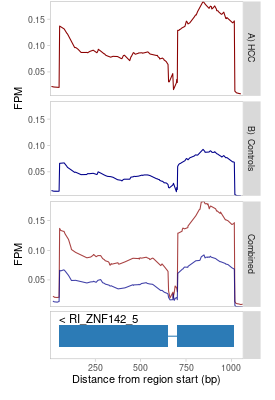 0.15
0.10
0.05
FPM
A) HCC
0.15
0.10
0.05
B) Controls
0.15
0.10
0.05
FPM
Combined
< RI_ZNF142_5
250 500 750 1000
Distance from region start (bp)